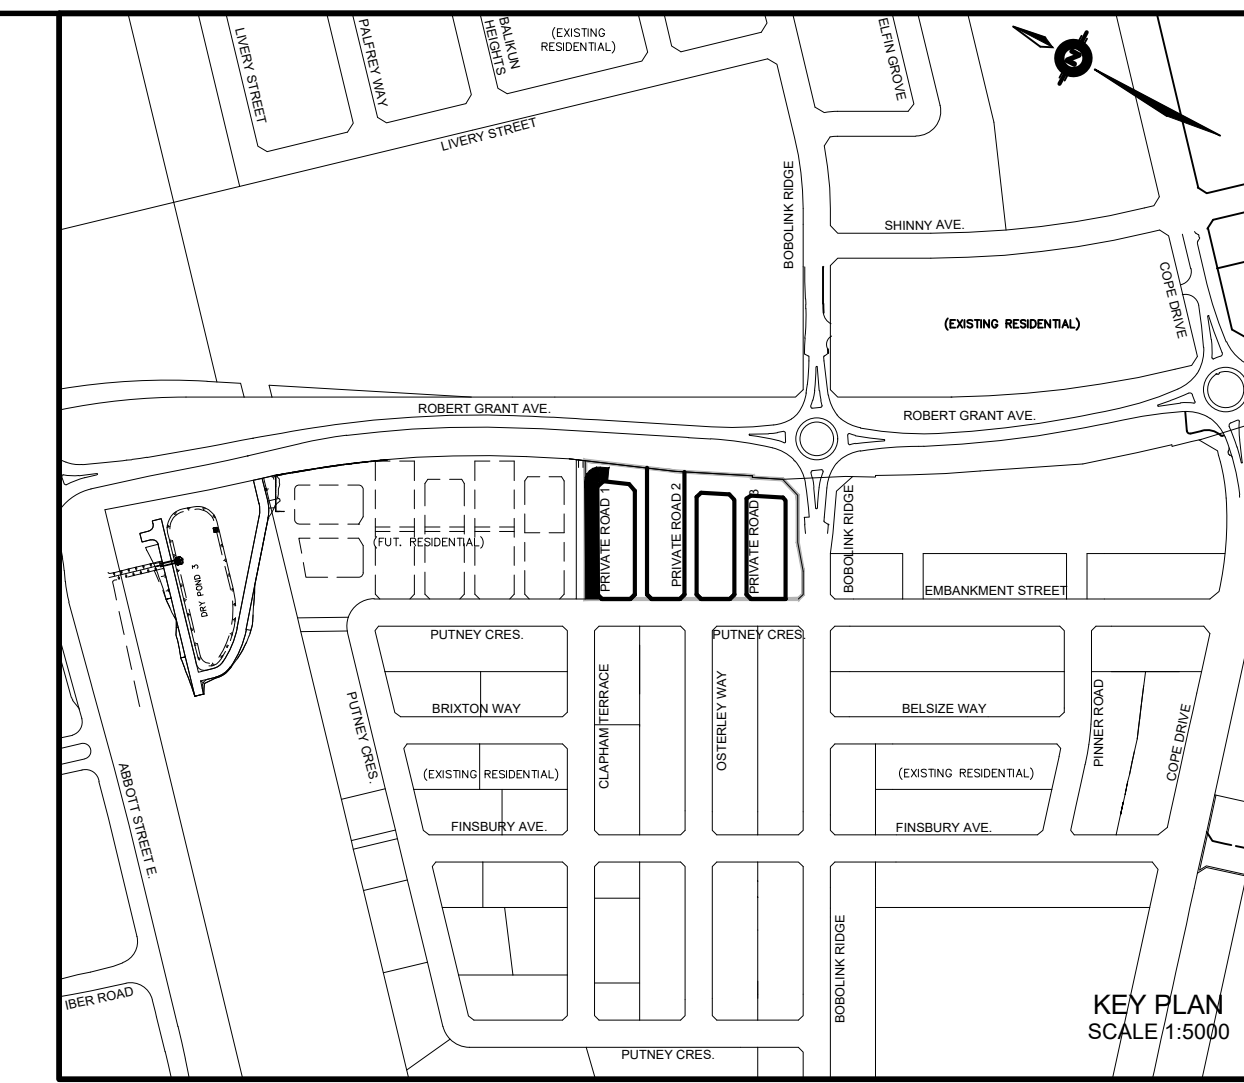 LIVERY STREET
PALFREY WAY
BALIKUN
HEIGHTS
(EXISTING
RESIDENTIAL)
ELFIN GROVE
N
LIVERY STREET
BOBOLINK RIDGE
SHINNY AVE.
COPE DRIVE
(EXISTING RESIDENTIAL)
ROBERT GRANT AVE.
ROBERT GRANT AVE.
PRIVATE ROAD 1
PRIVATE ROAD 2
PRIVATE ROAD 3
BOBOLINK RIDGE
(FUT. RESIDENTIAL)
DRY POND 3
EMBANKMENT STREET
PUTNEY CRES.
PUTNEY CRES.
PUTNEY CRES.
BRIXTON WAY
CLAPHAM TERRACE
OSTERLEY WAY
BELSIZE WAY
PINNER ROAD
COPE DRIVE
ABBOTT STREET E.
(EXISTING RESIDENTIAL)
(EXISTING RESIDENTIAL)
FINSBURY AVE.
FINSBURY AVE.
BOBOLINK RIDGE
IBER ROAD
KEY PLAN
SCALE 1:5000
PUTNEY CRES.